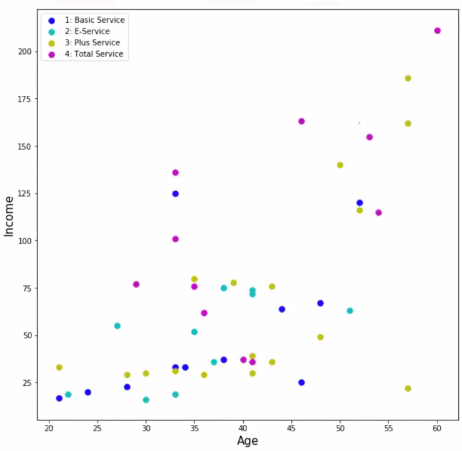 1: Basic Service
2: E-Service
3: Plus Service
4: Total Service
200
175
150
125
100
75
50
25
Income
20 25 30 35 40 45 50 55 60
Age